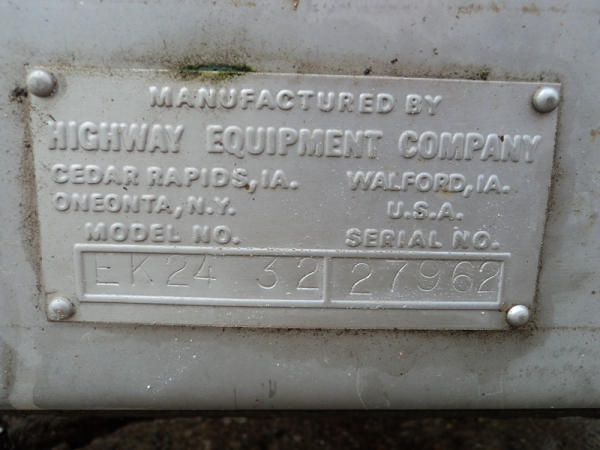 MANUFACTURED BY
HIGHWAY EQUIPMENT COMPANY
CEDAR RAPIDS, IA. WALFORD, IA.
ONEONTA, N.Y. U.S.A.
MODEL NO. SERIAL NO.
EK24 32 27962